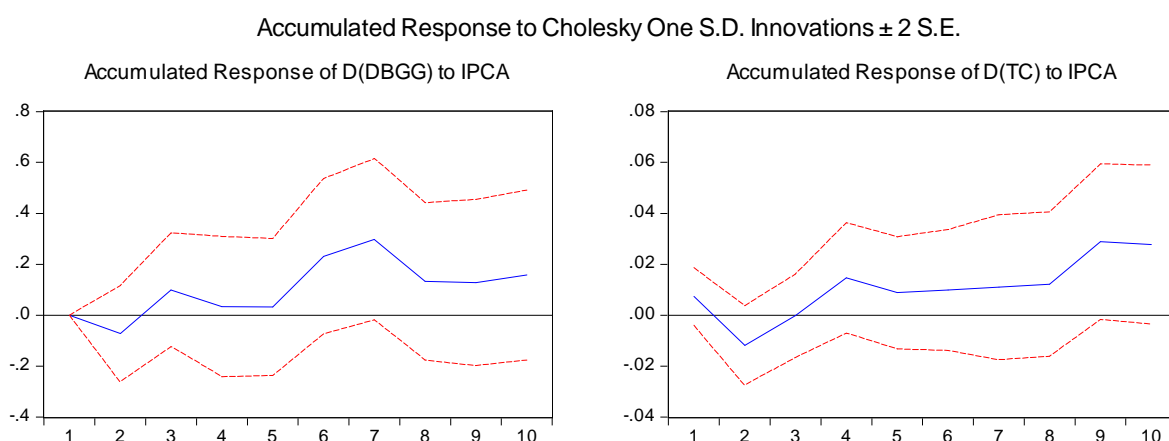 Accumulated Response to Cholesky One S.D. Innovations ± 2 S.E.
Accumulated Response of D(DBGG) to IPCA
.8
.6
.4
.2
.0
-.2
-.4
1 2 3 4 5 6 7 8 9 10
Accumulated Response of D(TC) to IPCA
.08
.06
.04
.02
.00
-.02
-.04
1 2 3 4 5 6 7 8 9 10